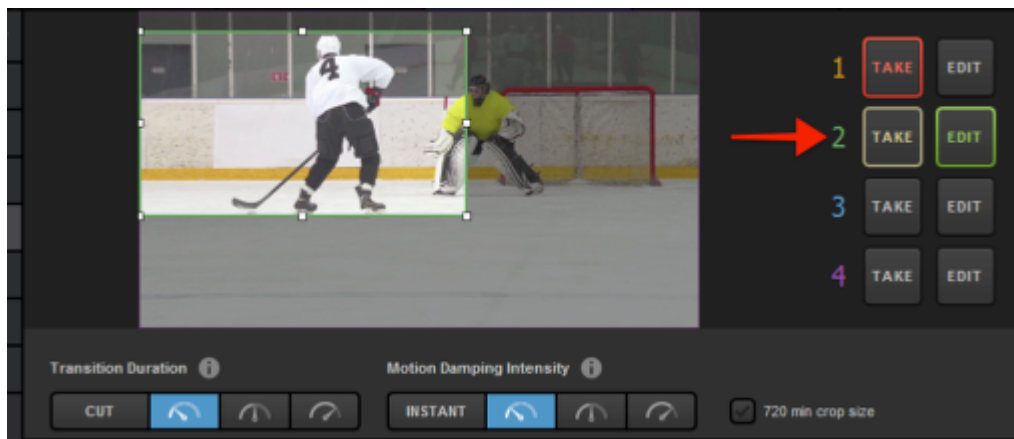 4
1 TAKE EDIT
2 TAKE EDIT
3 TAKE EDIT
4 TAKE EDIT
Transition Duration i Motion Damping Intensity i
CUT INSTANT 720 min crop size